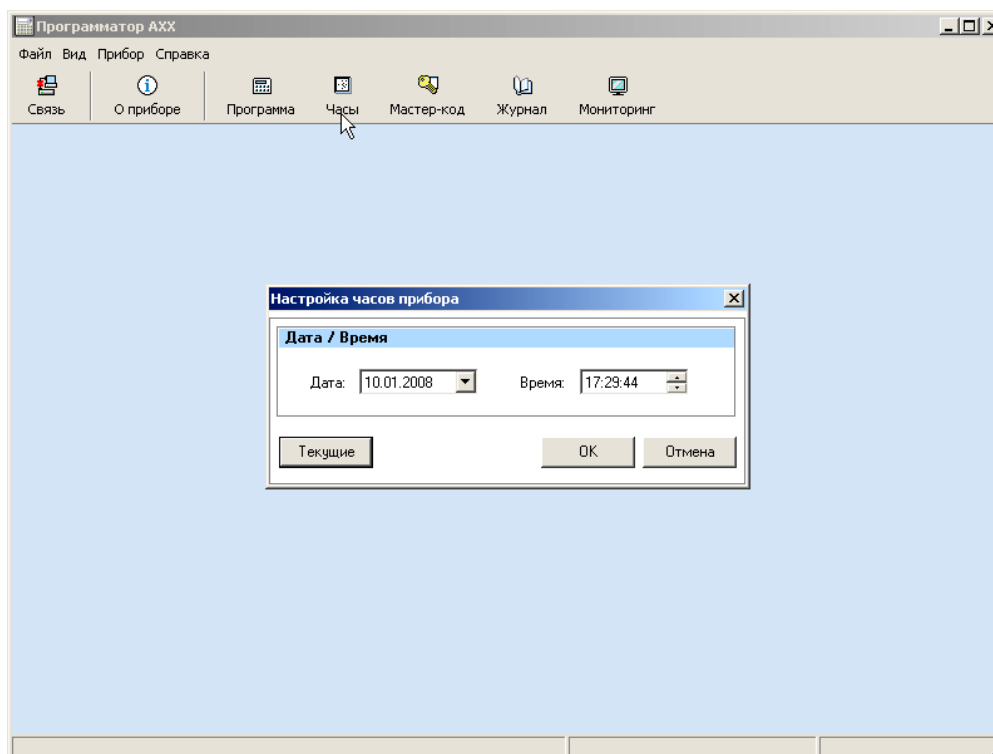 Программатор АХХ
Файл Вид Прибор Справка
Связь О приборе Программа Часы Мастер-код Журнал Мониторинг
Настройка часов прибора
Дата / Время
Дата: 10.01.2008 Время: 17:29:44
Текущие OK Отмена